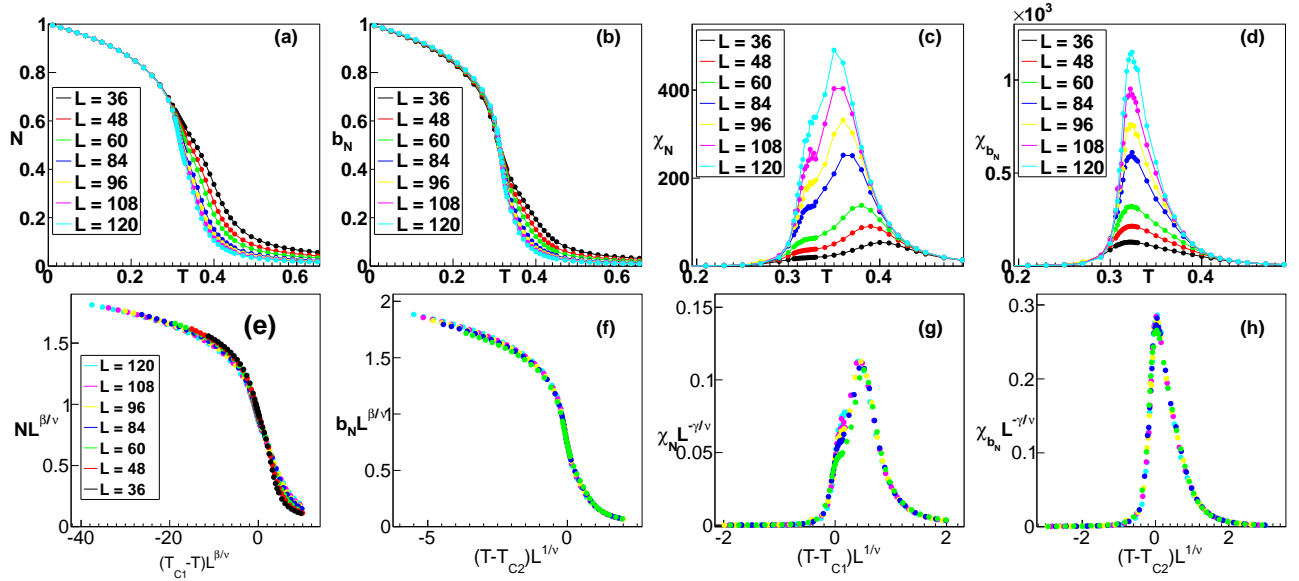 (a)
1
0.8
0.6
0.4
0.2
0
N
L = 36
L = 48
L = 60
L = 84
L = 96
L = 108
L = 120
0
0.2
T
0.4
0.6
(b)
1
0.8
0.6
0.4
0.2
0
b_N
L = 36
L = 48
L = 60
L = 84
L = 96
L = 108
L = 120
0
0.2
T
0.4
0.6
(c)
400
200
0
χ_N
L = 36
L = 48
L = 60
L = 84
L = 96
L = 108
L = 120
0.2
0.3
T
0.4
×10³
(d)
1
0.5
0
χ_{b_N}
L = 36
L = 48
L = 60
L = 84
L = 96
L = 108
L = 120
0.2
0.3
T
0.4
(e)
1.5
1
0.5
0
NL^{β/ν}
L = 120
L = 108
L = 96
L = 84
L = 60
L = 48
L = 36
-40
-20
0
(T_{C1}-T)L^{β/ν}
(f)
2
1.5
1
0.5
0
b_N L^{β/ν}
-5
0
(T-T_{C2})L^{1/ν}
(g)
0.15
0.1
0.05
0
χ_N L^{-γ/ν}
-2
0
2
(T-T_{C1})L^{1/ν}
(h)
0.3
0.2
0.1
0
χ_{b_N} L^{-γ/ν}
-2
0
2
(T-T_{C2})L^{1/ν}